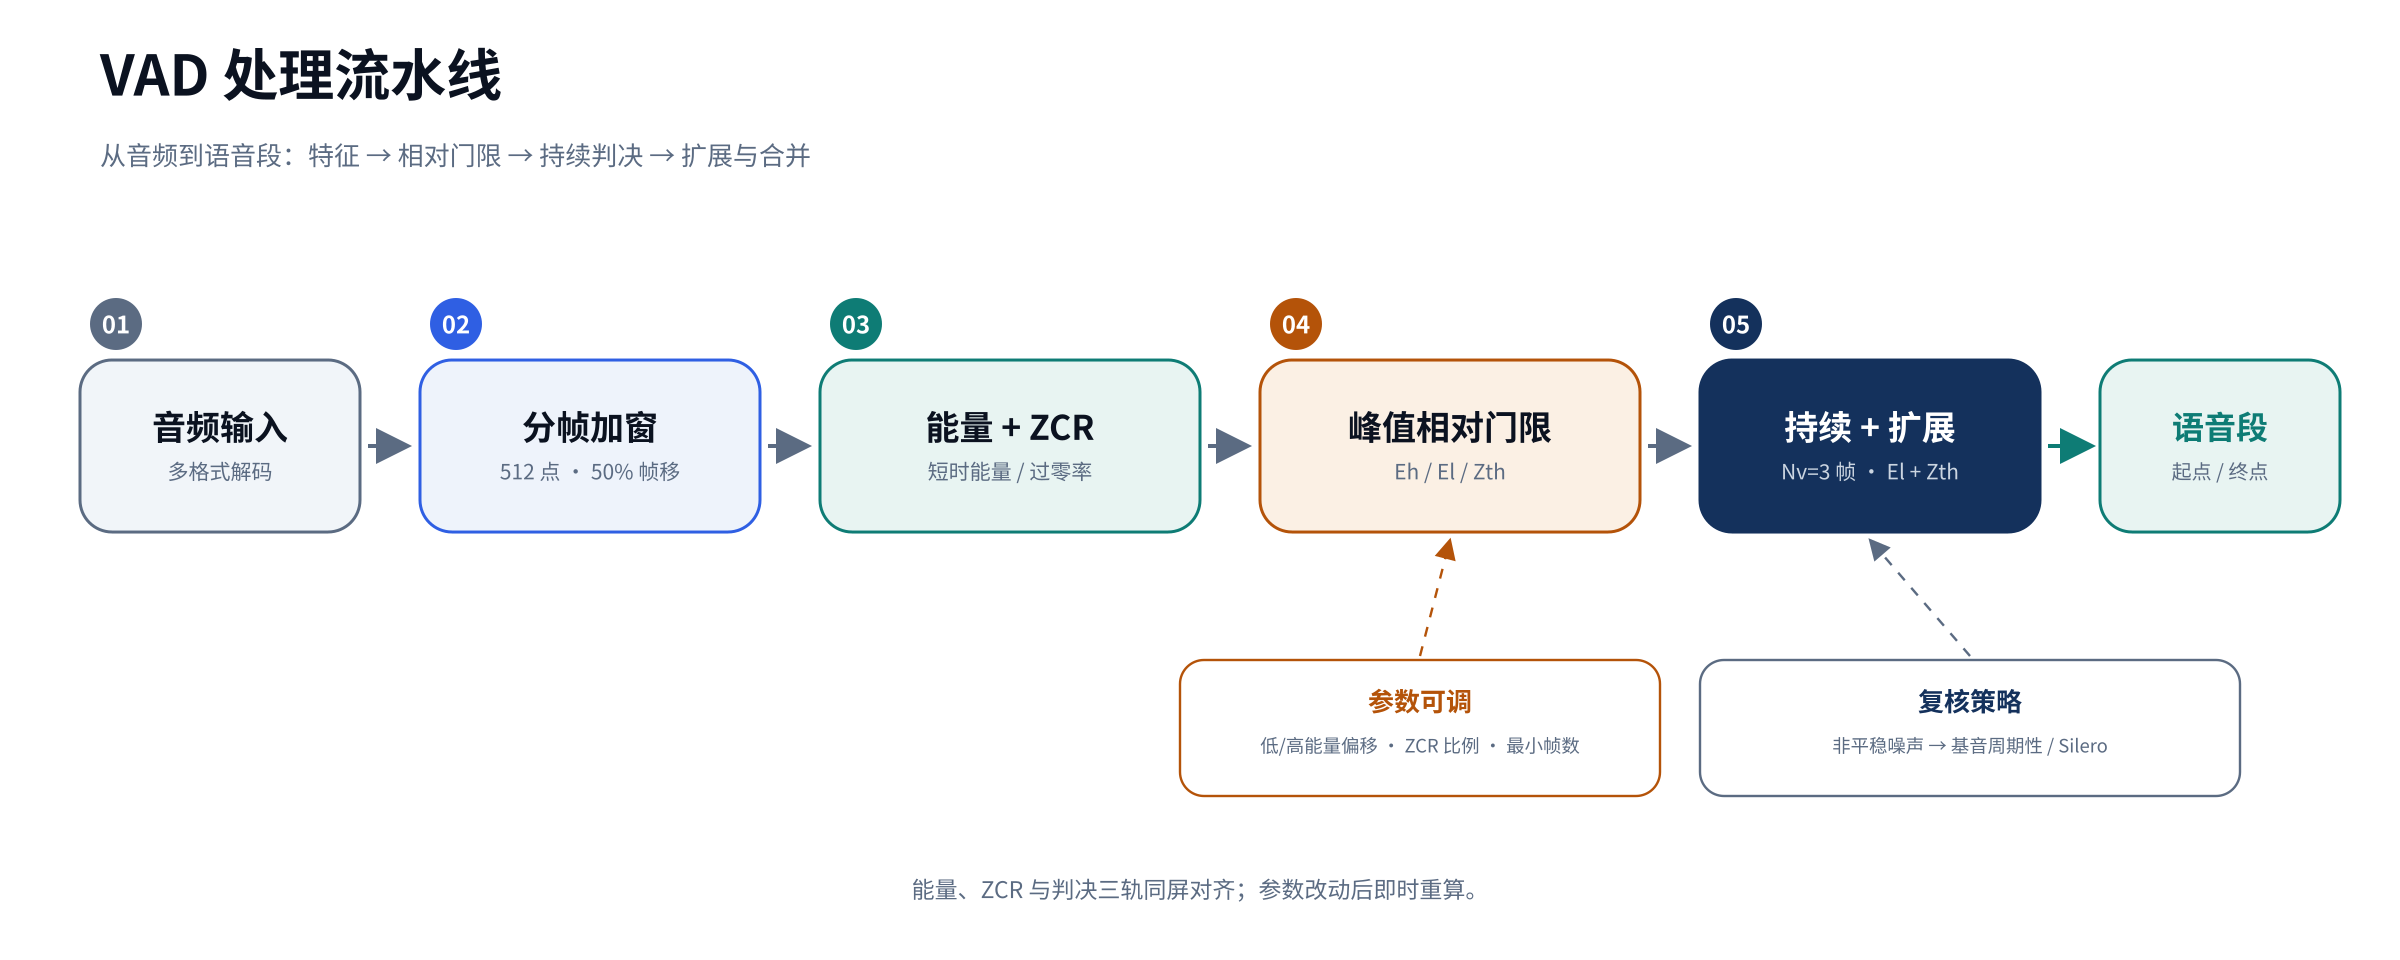 VAD 处理流水线
从音频到语音段：特征 → 相对门限 → 持续判决 → 扩展与合并
01
音频输入
多格式解码
02
分帧加窗
512 点 · 50% 帧移
03
能量 + ZCR
短时能量 / 过零率
04
峰值相对门限
Eh / El / Zth
05
持续 + 扩展
Nv=3 帧 · El + Zth
语音段
起点 / 终点
参数可调
低/高能量偏移 · ZCR 比例 · 最小帧数
复核策略
非平稳噪声 → 基音周期性 / Silero
能量、ZCR 与判决三轨同屏对齐；参数改动后即时重算。